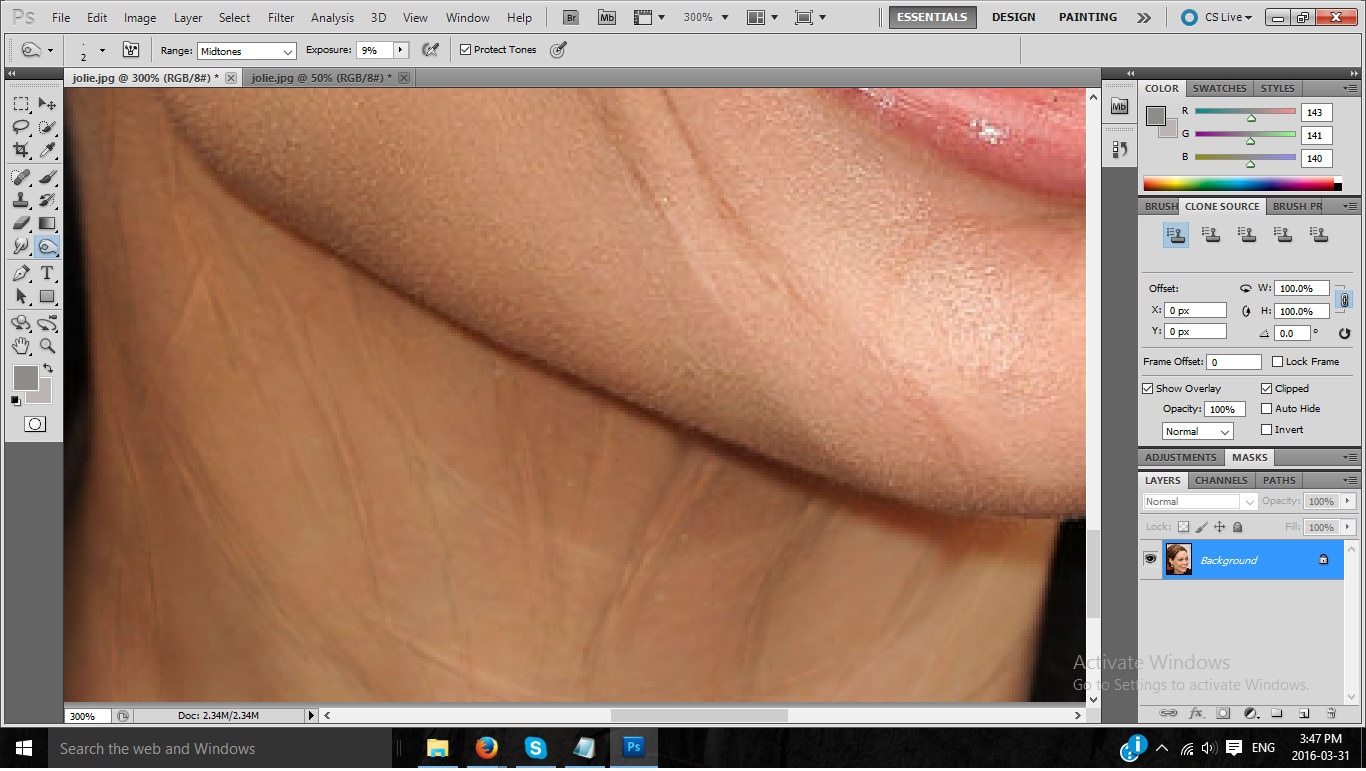 Ps File Edit Image Layer Select Filter Analysis 3D View Window Help Br Mb 300% ESSENTIALS DESIGN PAINTING CS Live
2 Range: Midtones Exposure: 9% Protect Tones
jolie.jpg @ 300% (RGB/8#) * jolie.jpg @ 50% (RGB/8#) *
COLOR SWATCHES STYLES
Mb
R 143
G 141
B 140
BRUSH CLONE SOURCE BRUSH PR
T
Offset: W: 100.0%
X: 0 px H: 100.0%
Y: 0 px 0.0 °
Frame Offset: 0 Lock Frame
Show Overlay Clipped
Opacity: 100% Auto Hide
Normal Invert
ADJUSTMENTS MASKS
LAYERS CHANNELS PATHS
Normal Opacity: 100%
Lock: Fill: 100%
Background
Activate Windows
Go to Settings to activate Windows.
300% Doc: 2.34M/2.34M fx
Search the web and Windows Ps ENG 3:47 PM
2016-03-31